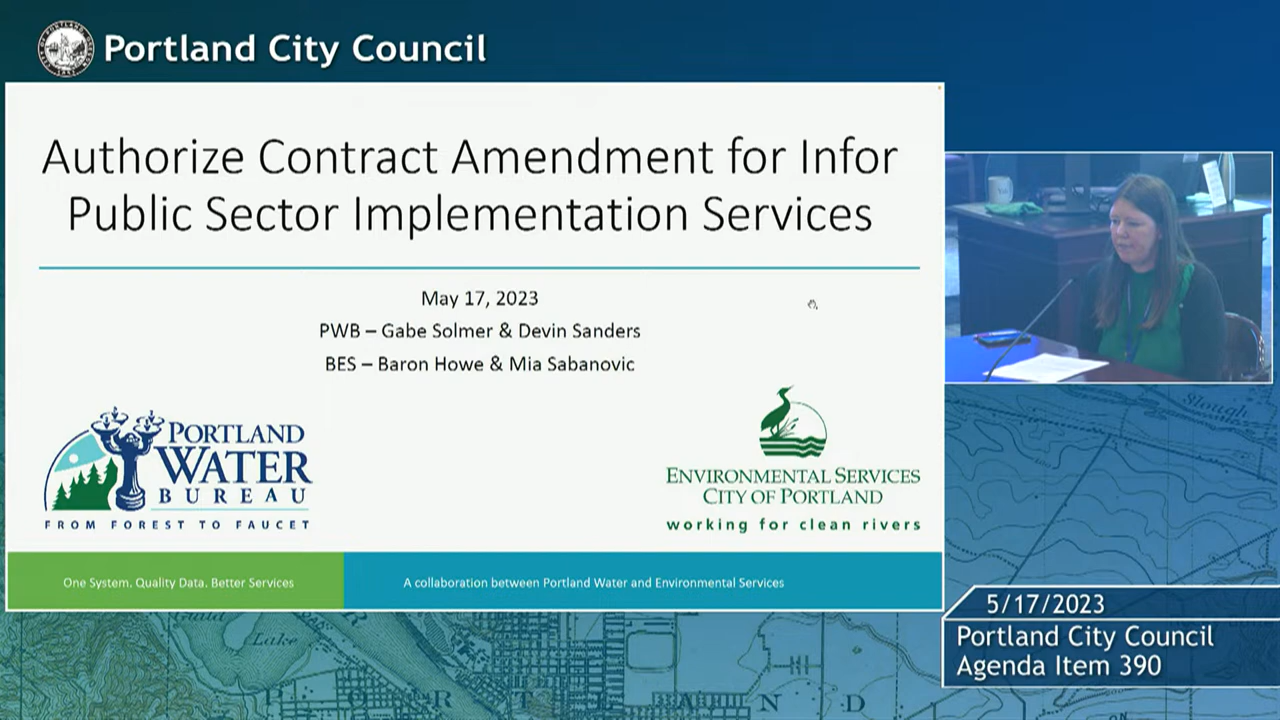 Portland City Council
Authorize Contract Amendment for Infor
Public Sector Implementation Services
May 17, 2023
PWB – Gabe Solmer & Devin Sanders
BES – Baron Howe & Mia Sabanovic
PORTLAND
WATER
BUREAU
FROM FOREST TO FAUCET
ENVIRONMENTAL SERVICES
CITY OF PORTLAND
working for clean rivers
One System. Quality Data. Better Services
A collaboration between Portland Water and Environmental Services
Slough
5/17/2023
Portland City Council
Agenda Item 390
Guild
Lake